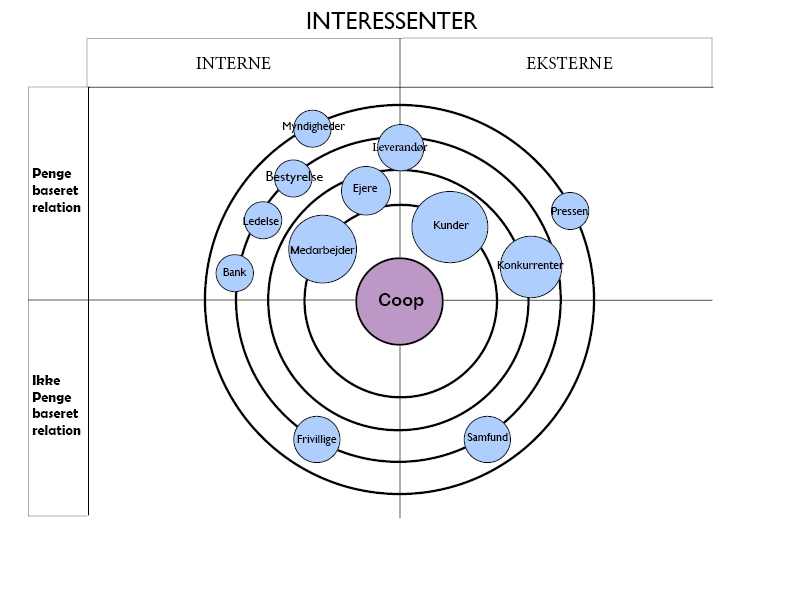 INTERESSENTER
INTERNE
EKSTERNE
Penge
baseret
relation
Myndigheder
Leverandør
Bestyrelse
Ejere
Ledelse
Medarbejder
Bank
Kunder
Pressen
Konkurrenter
Coop
Ikke
Penge
baseret
relation
Frivillige
Samfund